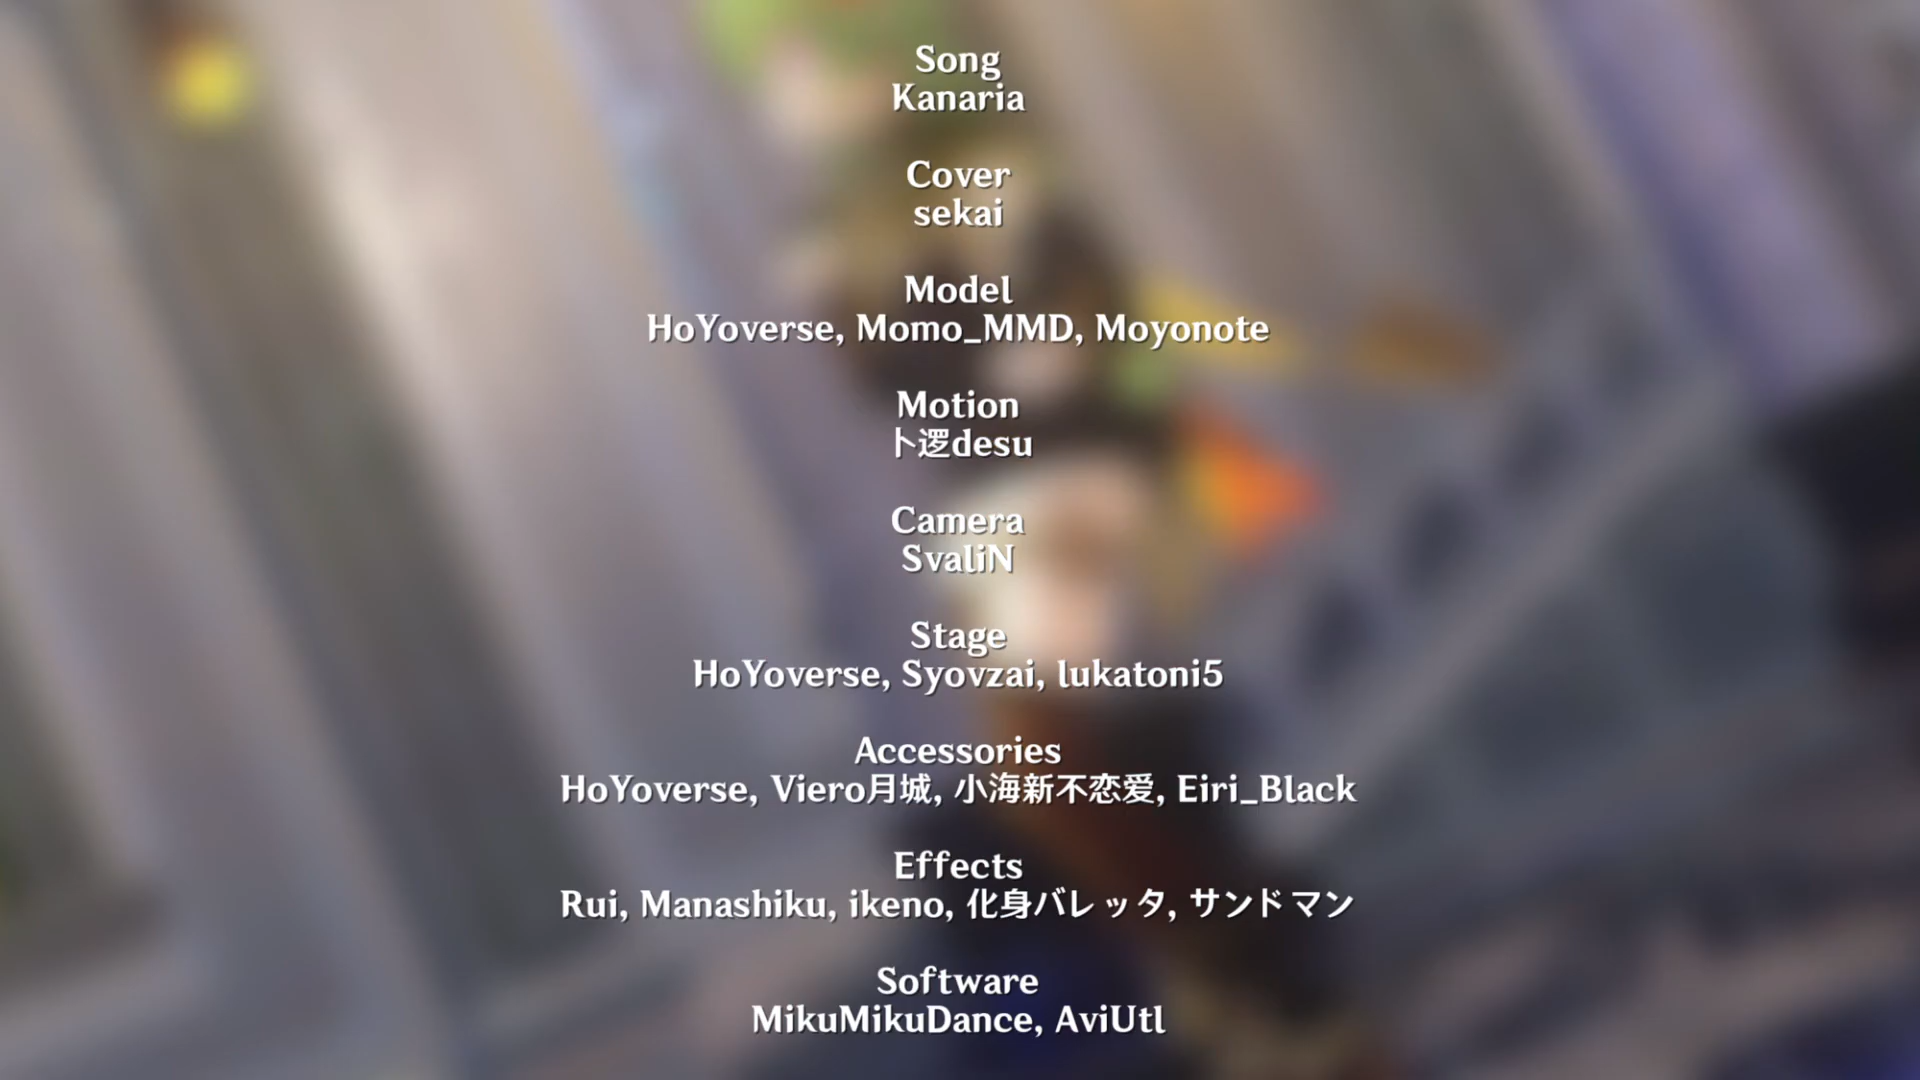 Song
Kanaria
Cover
sekai
Model
HoYoverse, Momo_MMD, Moyonote
Motion
卜逻desu
Camera
SvaliN
Stage
HoYoverse, Syovzai, lukatoni5
Accessories
HoYoverse, Viero月城, 小海新不恋爱, Eiri_Black
Effects
Rui, Manashiku, ikeno, 化身バレッタ, サンドマン
Software
MikuMikuDance, AviUtl